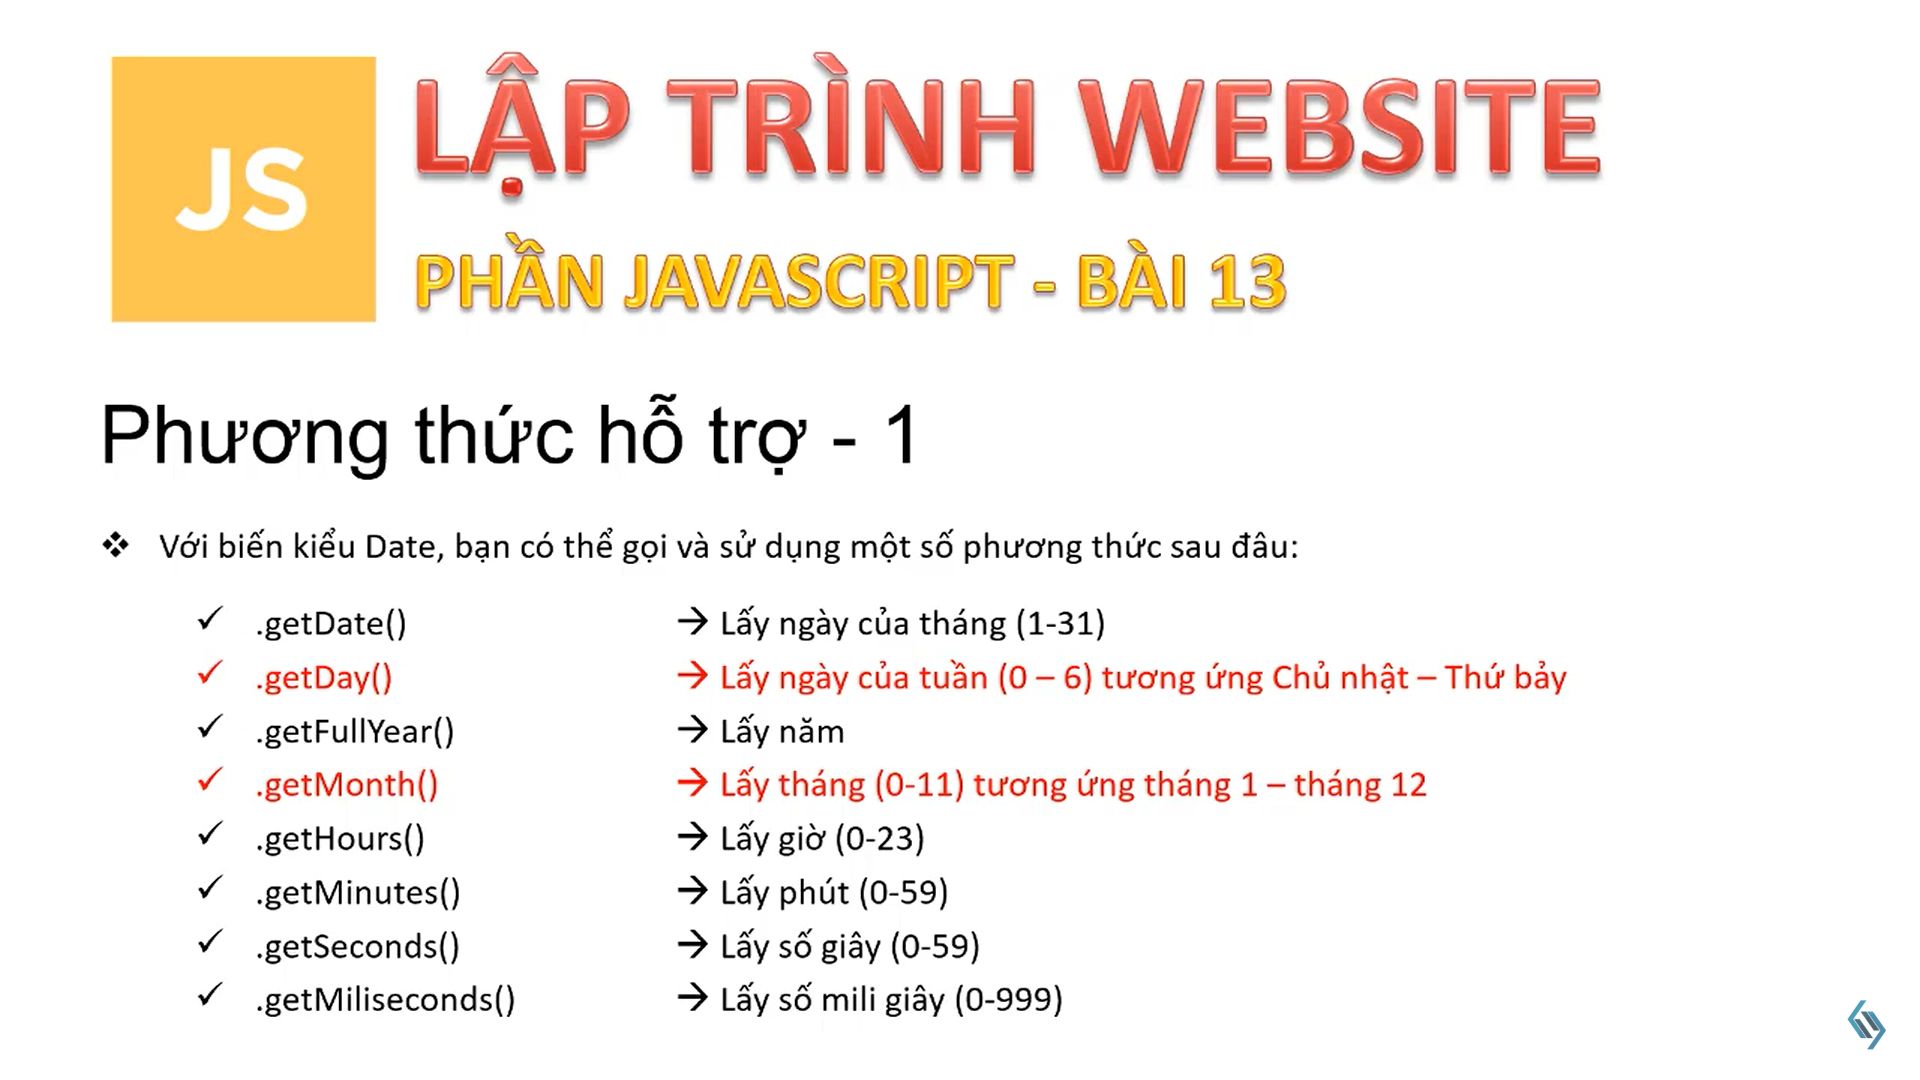 JS
LẬP TRÌNH WEBSITE
PHẦN JAVASCRIPT - BÀI 13
Phương thức hỗ trợ - 1
❖ Với biến kiểu Date, bạn có thể gọi và sử dụng một số phương thức sau đâu:
✓ .getDate() → Lấy ngày của tháng (1-31)
✓ .getDay() → Lấy ngày của tuần (0 – 6) tương ứng Chủ nhật – Thứ bảy
✓ .getFullYear() → Lấy năm
✓ .getMonth() → Lấy tháng (0-11) tương ứng tháng 1 – tháng 12
✓ .getHours() → Lấy giờ (0-23)
✓ .getMinutes() → Lấy phút (0-59)
✓ .getSeconds() → Lấy số giây (0-59)
✓ .getMiliseconds() → Lấy số mili giây (0-999)